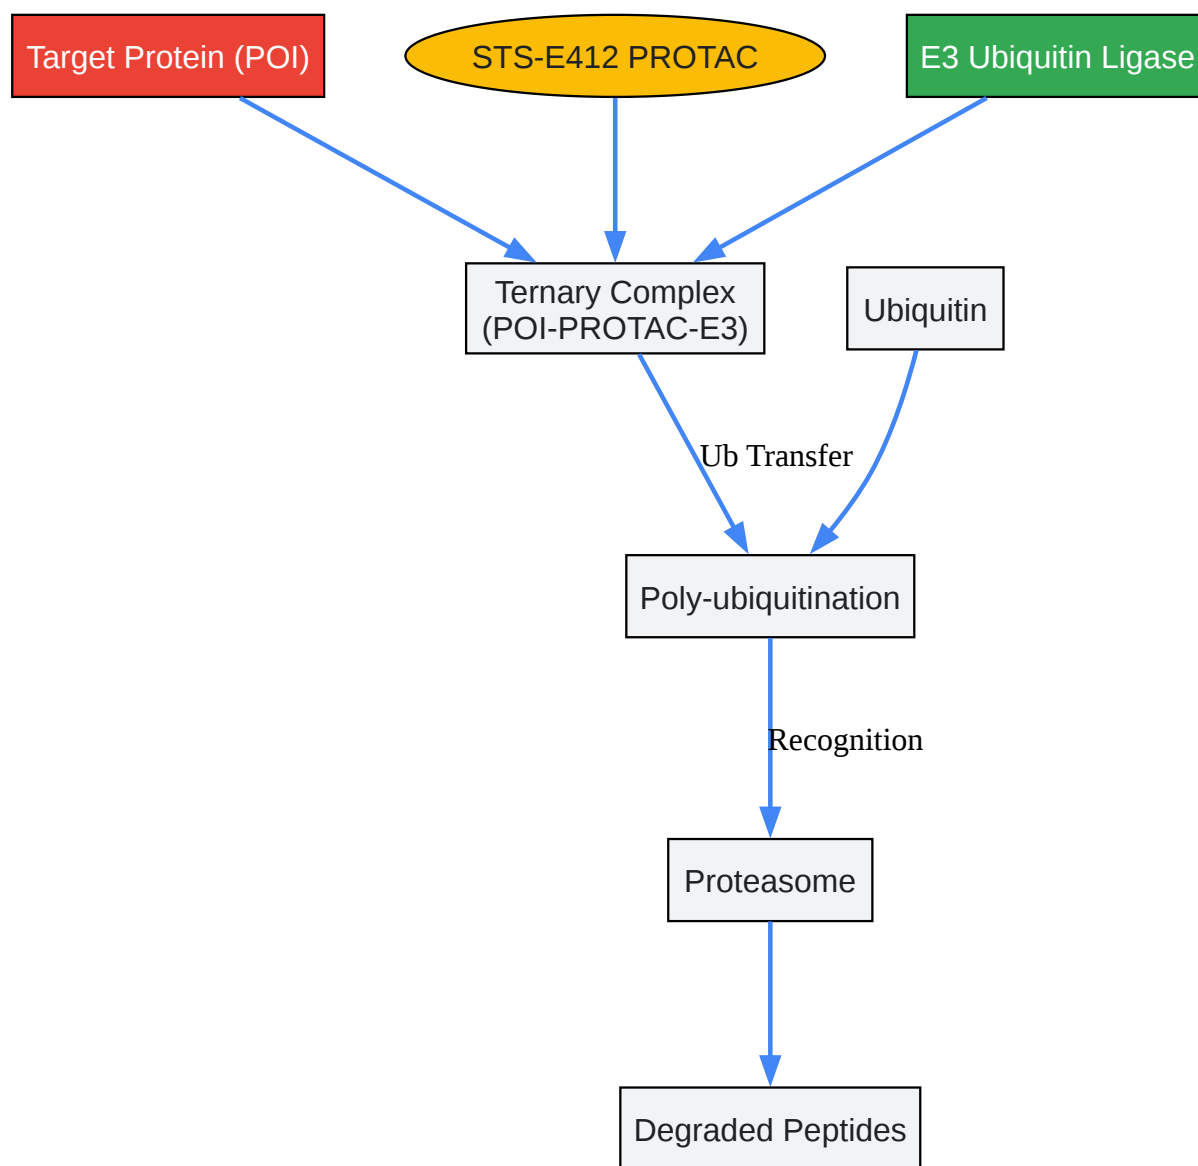 Target Protein (POI)
STS-E412 PROTAC
E3 Ubiquitin Ligase
Ternary Complex
(POI-PROTAC-E3)
Ubiquitin
Ub Transfer
Poly-ubiquitination
Recognition
Proteasome
Degraded Peptides